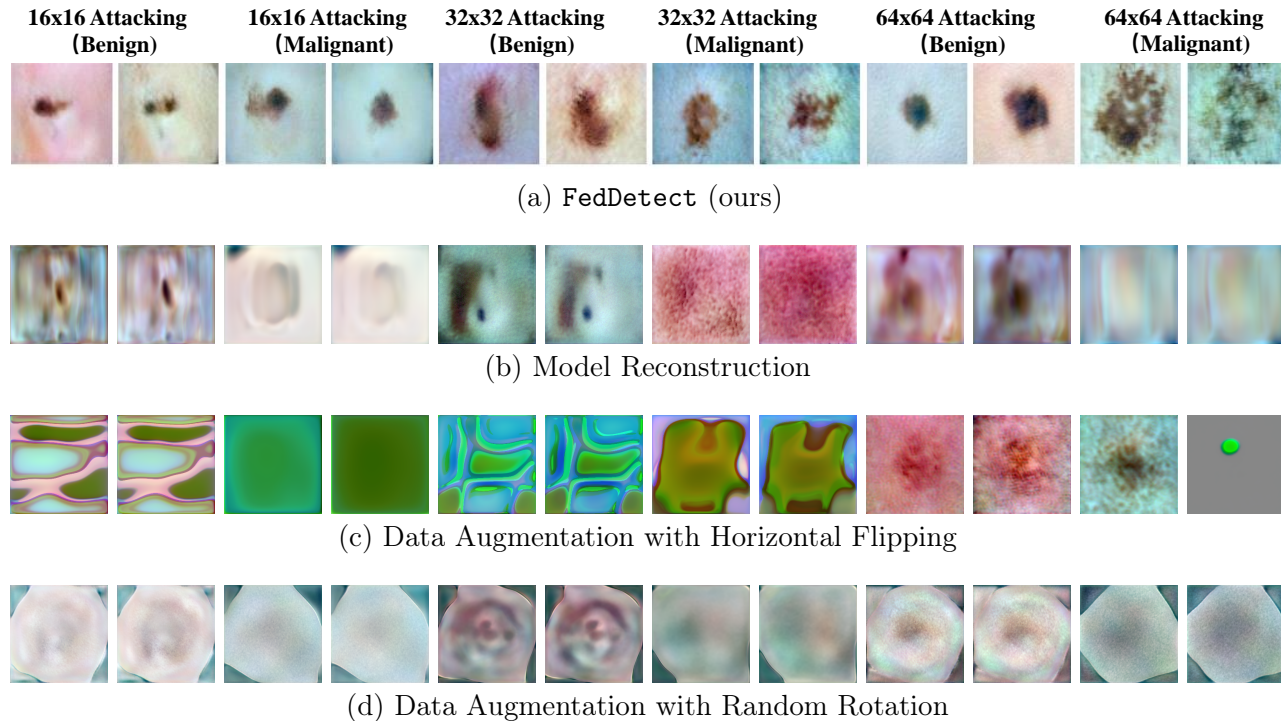 16x16 Attacking 16x16 Attacking 32x32 Attacking 32x32 Attacking 64x64 Attacking 64x64 Attacking
(Benign) (Malignant) (Benign) (Malignant) (Benign) (Malignant)
(a) FedDetect (ours)
(b) Model Reconstruction
(c) Data Augmentation with Horizontal Flipping
(d) Data Augmentation with Random Rotation